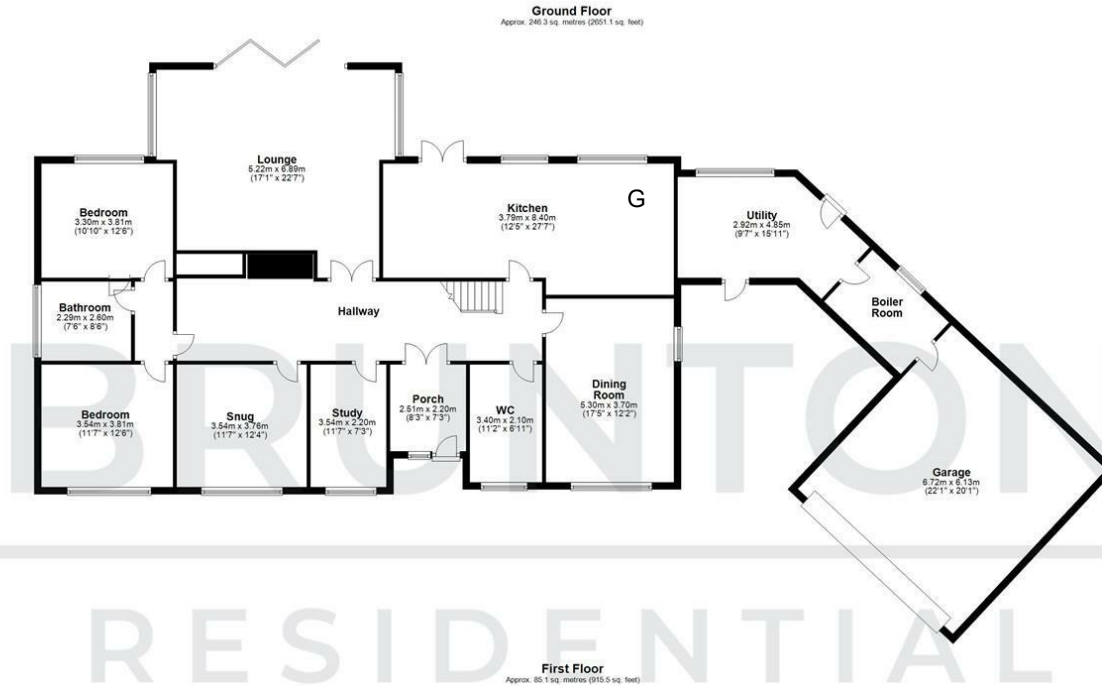 Ground Floor
Approx. 246.3 sq. metres (2651.1 sq. feet)
Lounge
5.22m x 6.89m
(17'1" x 22'7")
Bedroom
3.30m x 3.81m
(10'10" x 12'6")
Kitchen
3.79m x 8.40m
(12'5" x 27'7")
G
Utility
2.92m x 4.85m
(9'7" x 15'11")
Bathroom
2.29m x 2.60m
(7'6" x 8'6")
Hallway
Boiler
Room
Bedroom
3.54m x 3.81m
(11'7" x 12'6")
Snug
3.54m x 3.76m
(11'7" x 12'4")
Study
3.54m x 2.20m
(11'7" x 7'3")
Porch
2.51m x 2.20m
(8'3" x 7'3")
WC
3.40m x 2.10m
(11'2" x 6'11")
Dining
Room
5.30m x 3.70m
(17'5" x 12'2")
Garage
6.72m x 6.13m
(22'1" x 20'1")
BRUNTON
RESIDENTIAL
First Floor
Approx. 85.1 sq. metres (915.5 sq. feet)